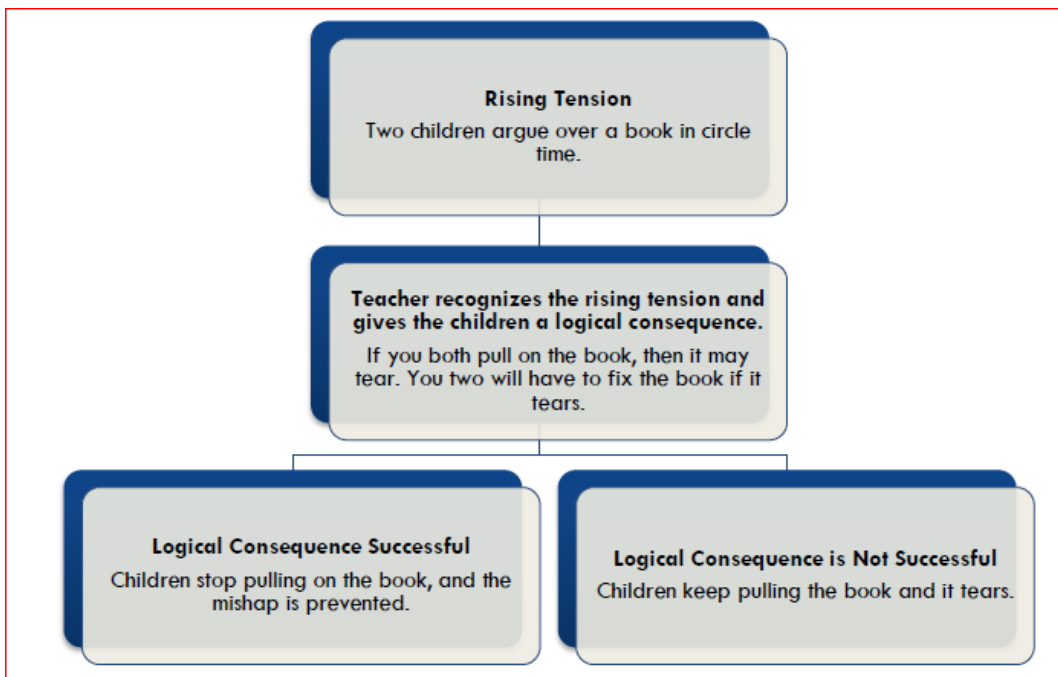 Rising Tension
Two children argue over a book in circle
time.
Teacher recognizes the rising tension and
gives the children a logical consequence.
If you both pull on the book, then it may
tear. You two will have to fix the book if it
tears.
Logical Consequence Successful
Children stop pulling on the book, and the
mishap is prevented.
Logical Consequence is Not Successful
Children keep pulling the book and it tears.